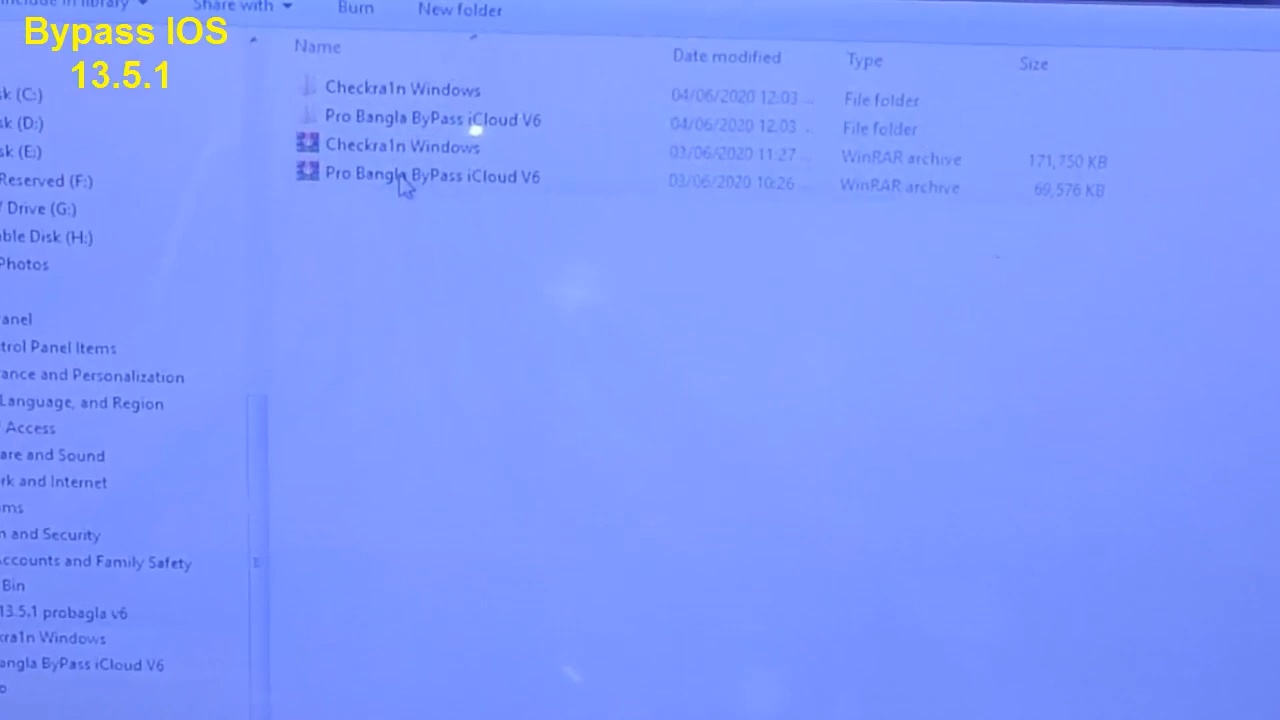 Bypass IOS
13.5.1
Include in library
Share with
Burn
New folder
Name
Date modified
Type
Size
Checkra1n Windows
04/06/2020 12:03 ...
File folder
Pro Bangla ByPass iCloud V6
04/06/2020 12:03 ..
File folder
Checkra1n Windows
03/06/2020 11:27 ...
WinRAR archive
171,750 KB
Pro Bangla ByPass iCloud V6
03/06/2020 10:26 ...
WinRAR archive
69,576 KB
sk (C:)
sk (D:)
sk (E:)
Reserved (F:)
Drive (G:)
able Disk (H:)
Photos
anel
trol Panel Items
ance and Personalization
Language, and Region
Access
are and Sound
rk and Internet
ams
n and Security
Accounts and Family Safety
Bin
13.5.1 probagla v6
kra1n Windows
angla ByPass iCloud V6